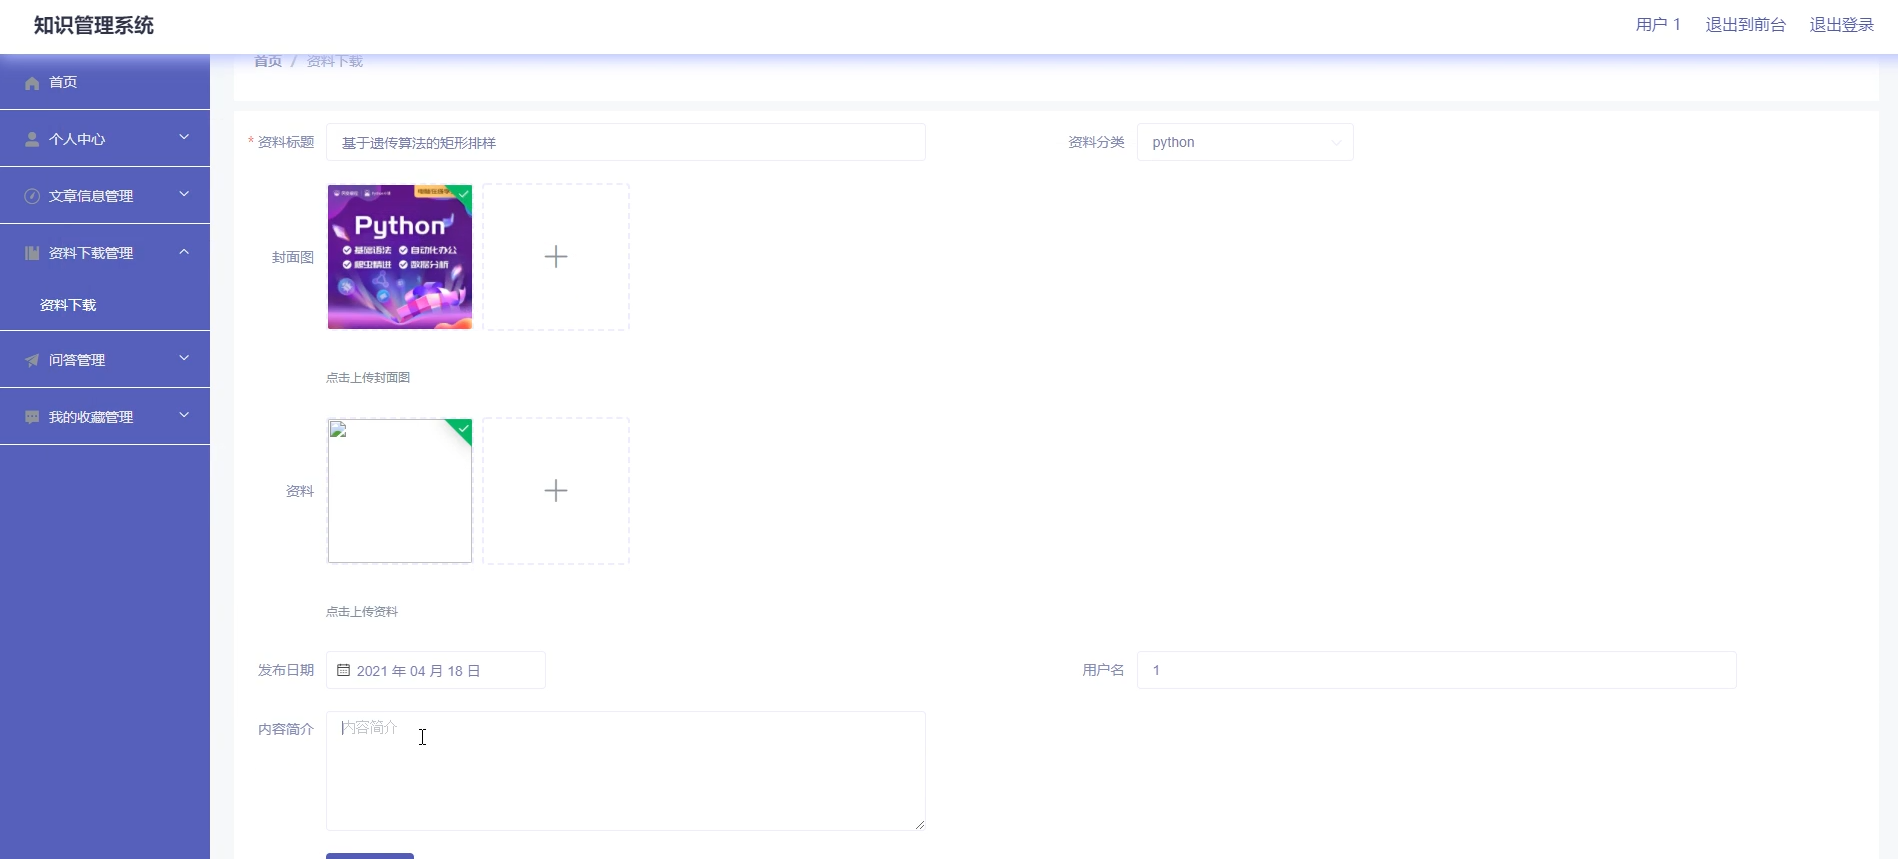 知识管理系统
用户 1 退出到前台 退出登录
首页 / 资料下载
首页
个人中心
文章信息管理
资料下载管理
资料下载
问答管理
我的收藏管理
* 资料标题 基于遗传算法的矩形排样
资料分类 python
封面图
Python
基础语法 自动化办公
爬虫精进 数据分析
点击上传封面图
资料
点击上传资料
发布日期 2021 年 04 月 18 日
用户名 1
内容简介 内容简介